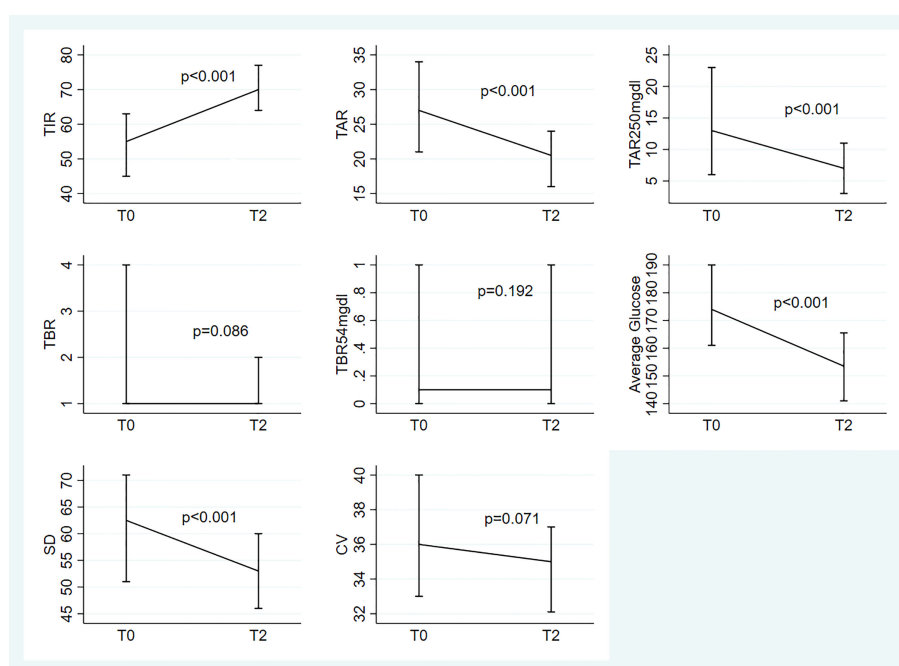 TIR
80
70
60
50
40
p<0.001
T0
T2
TAR
35
30
25
20
15
p<0.001
T0
T2
TAR250mgdl
25
20
15
10
5
p<0.001
T0
T2
TBR
4
3
2
1
p=0.086
T0
T2
TBR54mgdl
1
.8
.6
.4
.2
0
p=0.192
T0
T2
Average Glucose
190
180
170
160
150
140
p<0.001
T0
T2
SD
70
65
60
55
50
45
p<0.001
T0
T2
CV
40
38
36
34
32
p=0.071
T0
T2